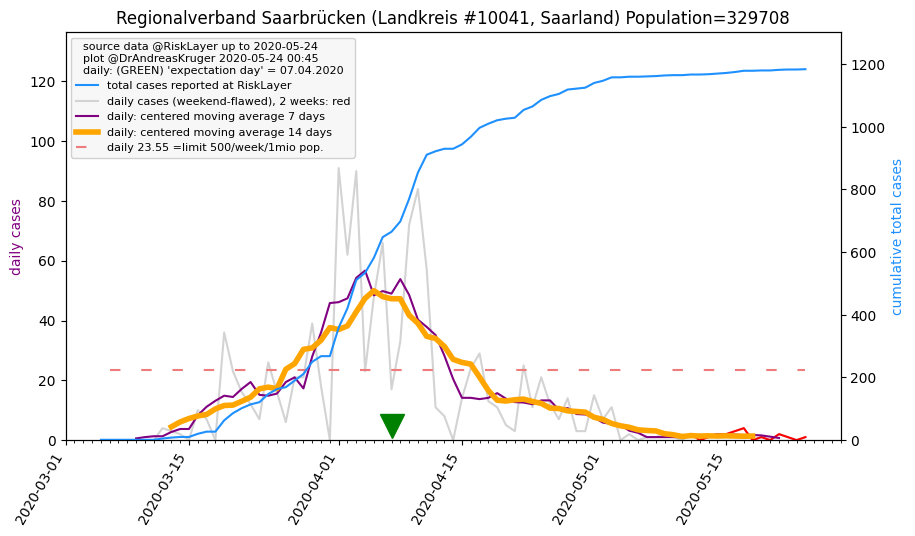 Regionalverband Saarbrücken (Landkreis #10041, Saarland) Population=329708
source data @RiskLayer up to 2020-05-24
plot @DrAndreasKruger 2020-05-24 00:45
daily: (GREEN) 'expectation day' = 07.04.2020
total cases reported at RiskLayer
daily cases (weekend-flawed), 2 weeks: red
daily: centered moving average 7 days
daily: centered moving average 14 days
daily 23.55 =limit 500/week/1mio pop.
daily cases
120
100
80
60
40
20
0
cumulative total cases
1200
1000
800
600
400
200
0
2020-03-01
2020-03-15
2020-04-01
2020-04-15
2020-05-01
2020-05-15